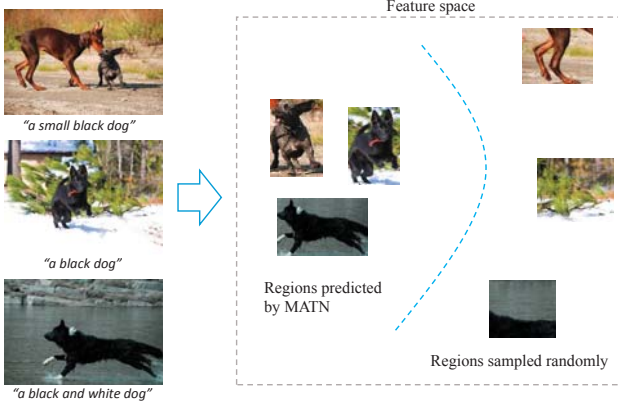 Feature space
“a small black dog”
“a black dog”
“a black and white dog”
Regions predicted
by MATN
Regions sampled randomly